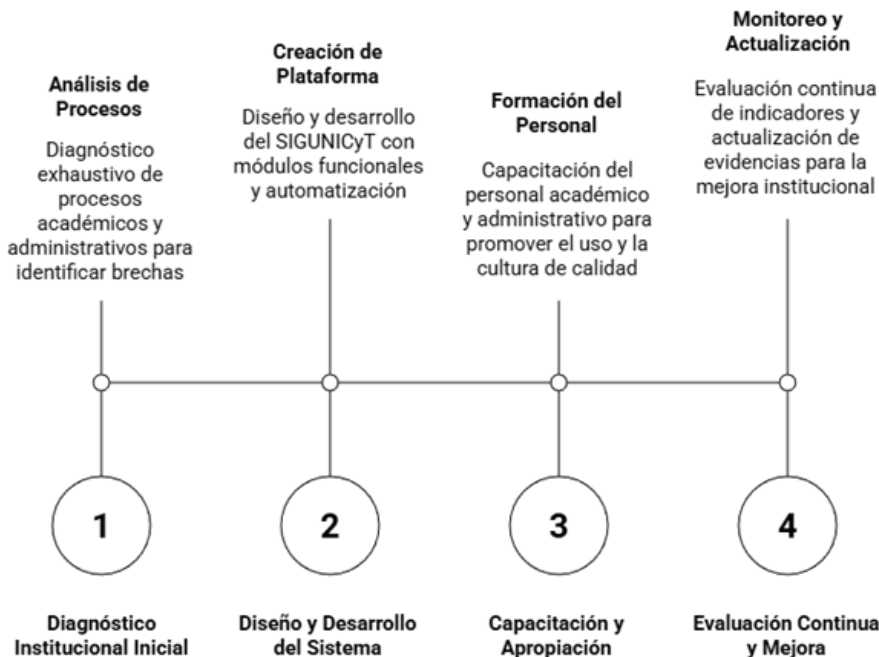 Análisis de
Procesos
Diagnóstico
exhaustivo de
procesos
académicos y
administrativos para
identificar brechas
Creación de
Plataforma
Diseño y desarrollo
del SIGUNICyT con
módulos funcionales
y automatización
Formación del
Personal
Capacitación del
personal académico
y administrativo para
promover el uso y la
cultura de calidad
Monitoreo y
Actualización
Evaluación continua
de indicadores y
actualización de
evidencias para la
mejora institucional
1
2
3
4
Diagnóstico
Institucional Inicial
Diseño y Desarrollo
del Sistema
Capacitación y
Apropiación
Evaluación Continua
y Mejora